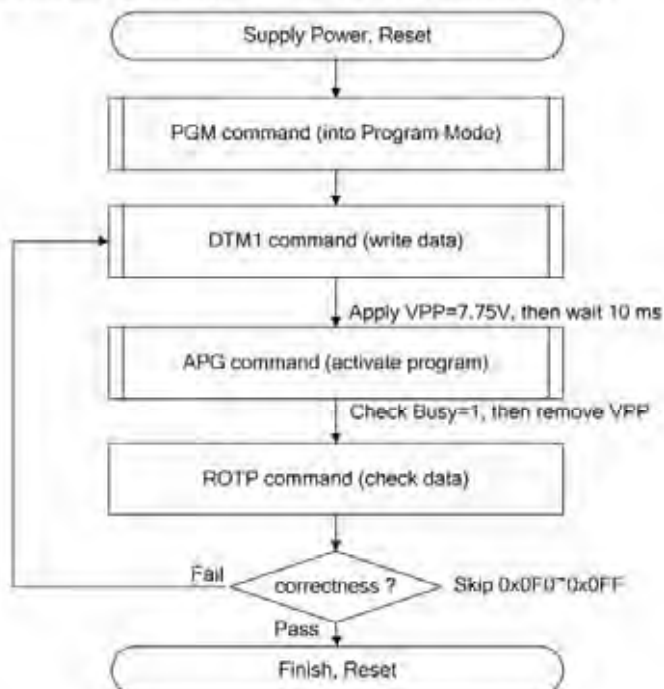 Supply Power, Reset
PGM command (into Program Mode)
DTM1 command (write data)
Apply VPP=7.75V, then wait 10 ms
APG command (activate program)
Check Busy=1, then remove VPP
ROTP command (check data)
Fail
correctness ?
Skip 0x0F0~0x0FF
Pass
Finish, Reset